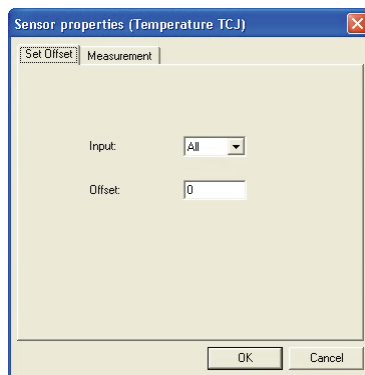 Sensor properties (Temperature TCJ)
Set Offset Measurement
Input: All
Offset: 0
OK Cancel